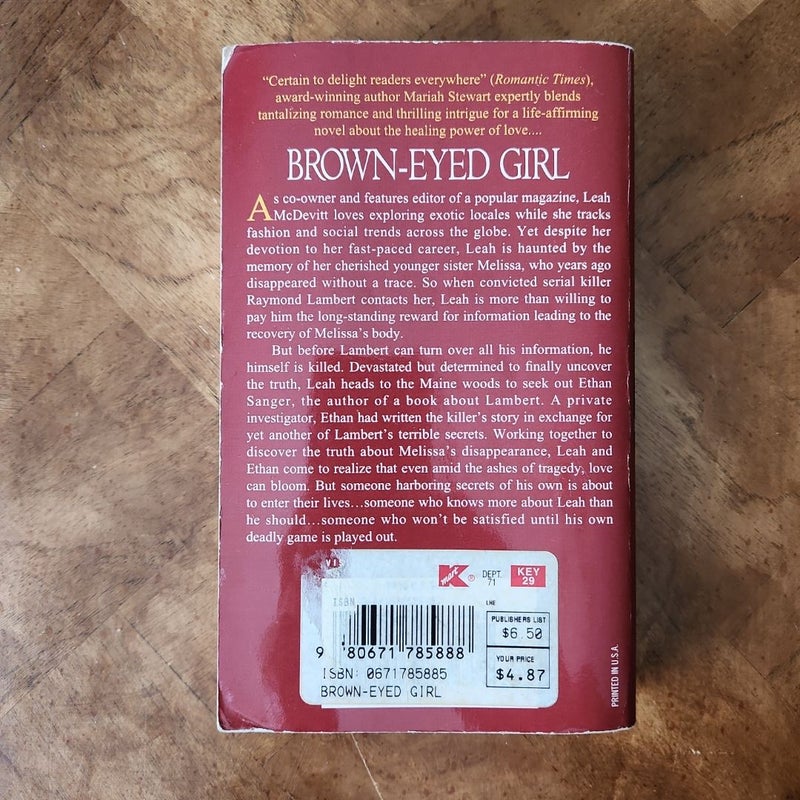 “Certain to delight readers everywhere” (Romantic Times),
award-winning author Mariah Stewart expertly blends
tantalizing romance and thrilling intrigue for a life-affirming
novel about the healing power of love....
BROWN-EYED GIRL
As co-owner and features editor of a popular magazine, Leah
McDevitt loves exploring exotic locales while she tracks
fashion and social trends across the globe. Yet despite her
devotion to her fast-paced career, Leah is haunted by the
memory of her cherished younger sister Melissa, who years ago
disappeared without a trace. So when convicted serial killer
Raymond Lambert contacts her, Leah is more than willing to
pay him the long-standing reward for information leading to the
recovery of Melissa’s body.
But before Lambert can turn over all his information, he
himself is killed. Devastated but determined to finally uncover
the truth, Leah heads to the Maine woods to seek out Ethan
Sanger, the author of a book about Lambert. A private
investigator, Ethan had written the killer’s story in exchange for
yet another of Lambert’s terrible secrets. Working together to
discover the truth about Melissa’s disappearance, Leah and
Ethan come to realize that even amid the ashes of tragedy, love
can bloom. But someone harboring secrets of his own is about
to enter their lives...someone who knows more about Leah than
he should...someone who won’t be satisfied until his own
deadly game is played out.
Kmart® DEPT. 71 KEY 29
ISBN
PUBLISHERS LIST
$6.50
YOUR PRICE
$4.87
9 780671 785888
ISBN: 0671785885
BROWN-EYED GIRL
PRINTED IN U.S.A.